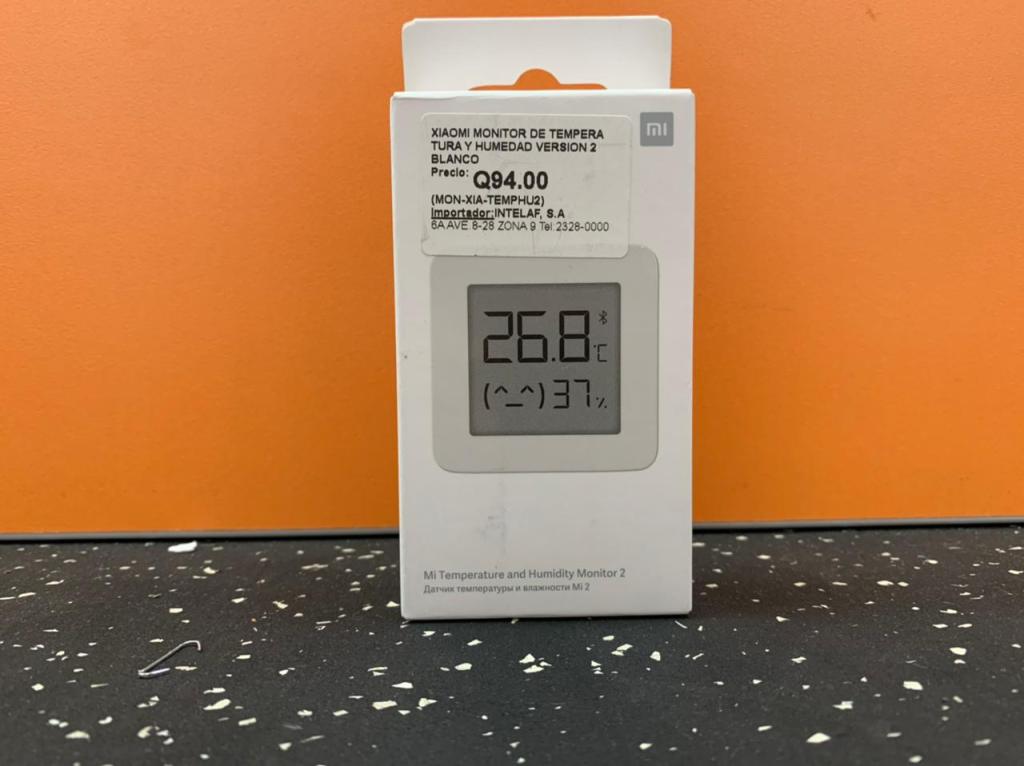 mi
XIAOMI MONITOR DE TEMPERA
TURA Y HUMEDAD VERSION 2
BLANCO
Precio: Q94.00
(MON-XIA-TEMPHU2)
Importador:INTELAF, S.A
6A AVE 8-28 ZONA 9 Tel:2328-0000
26.8 °C
(^_^) 37 %
Mi Temperature and Humidity Monitor 2
Датчик температуры и влажности Mi 2